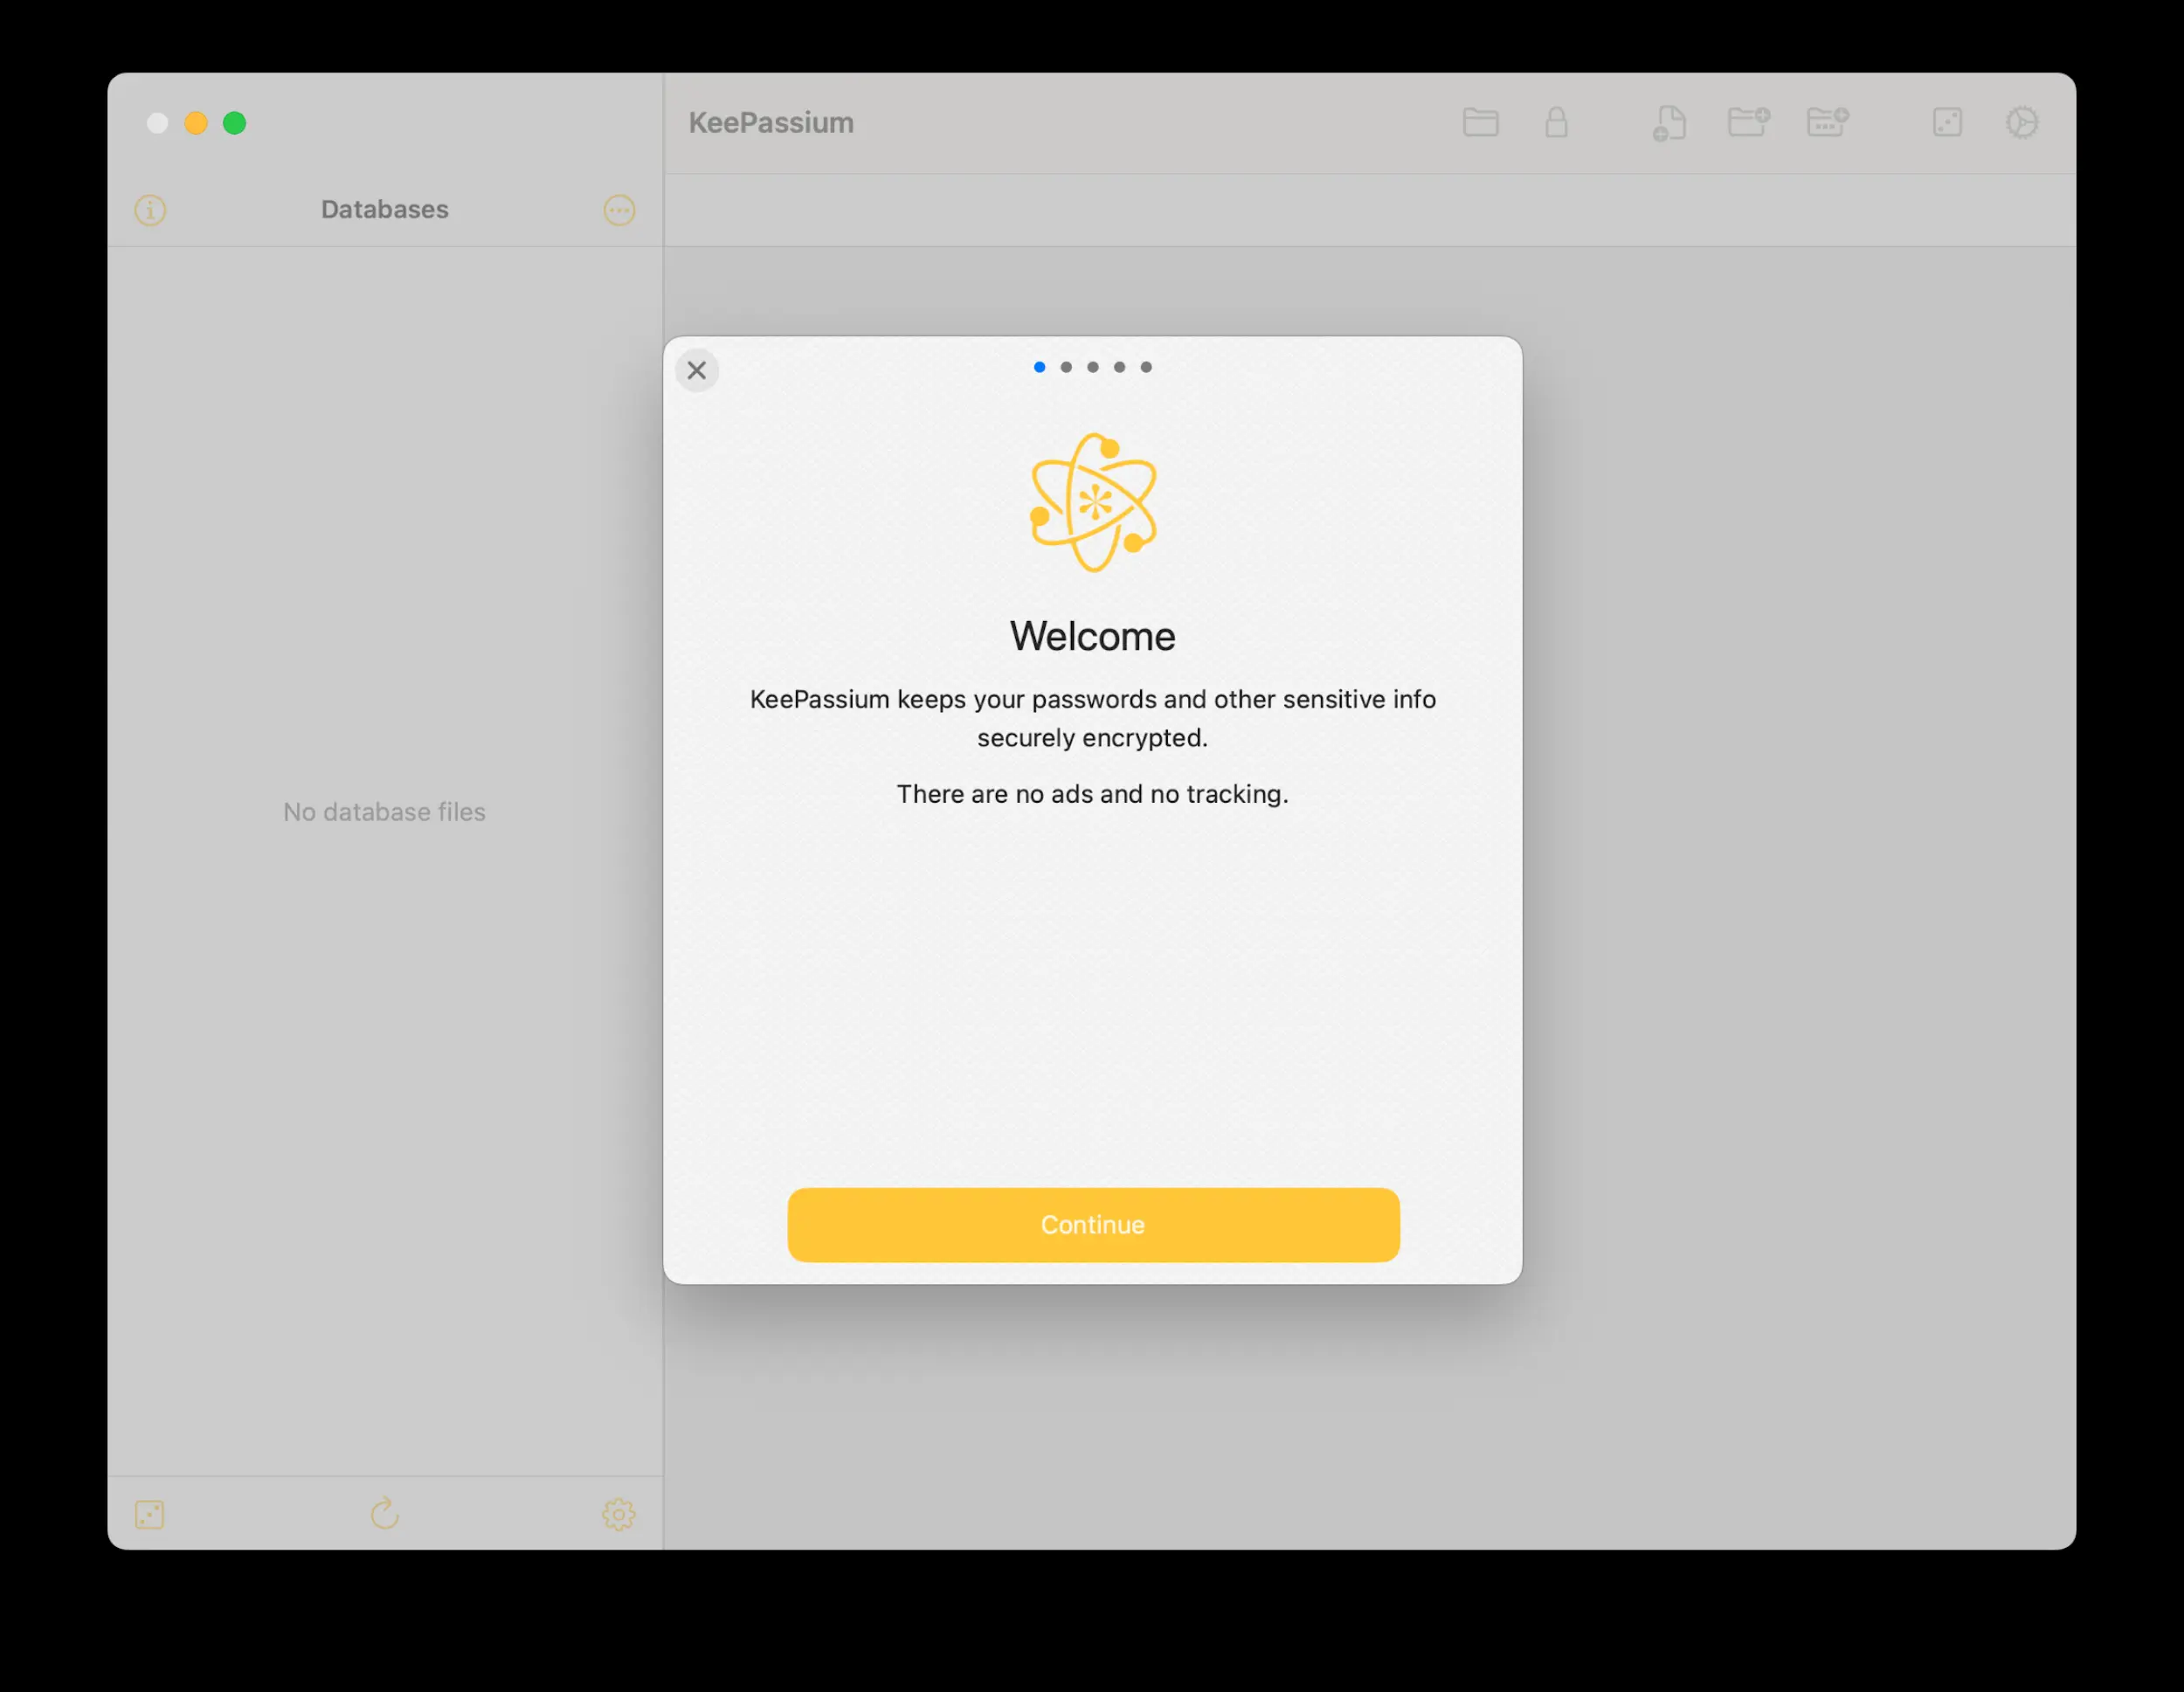 KeePassium
Databases
No database files
Welcome
KeePassium keeps your passwords and other sensitive info
securely encrypted.
There are no ads and no tracking.
Continue